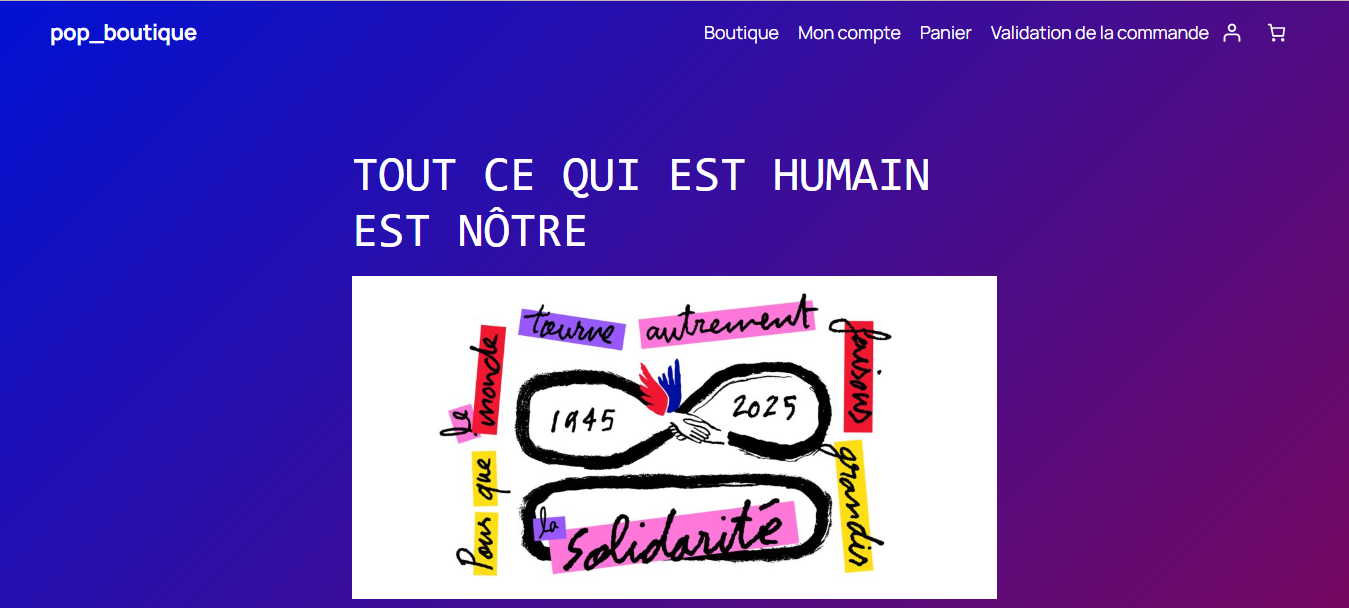 pop_boutique
Boutique Mon compte Panier Validation de la commande
TOUT CE QUI EST HUMAIN
EST NÔTRE
Pour que
le monde
tourne autrement
faisons
grandir
la solidarité
1945 2025